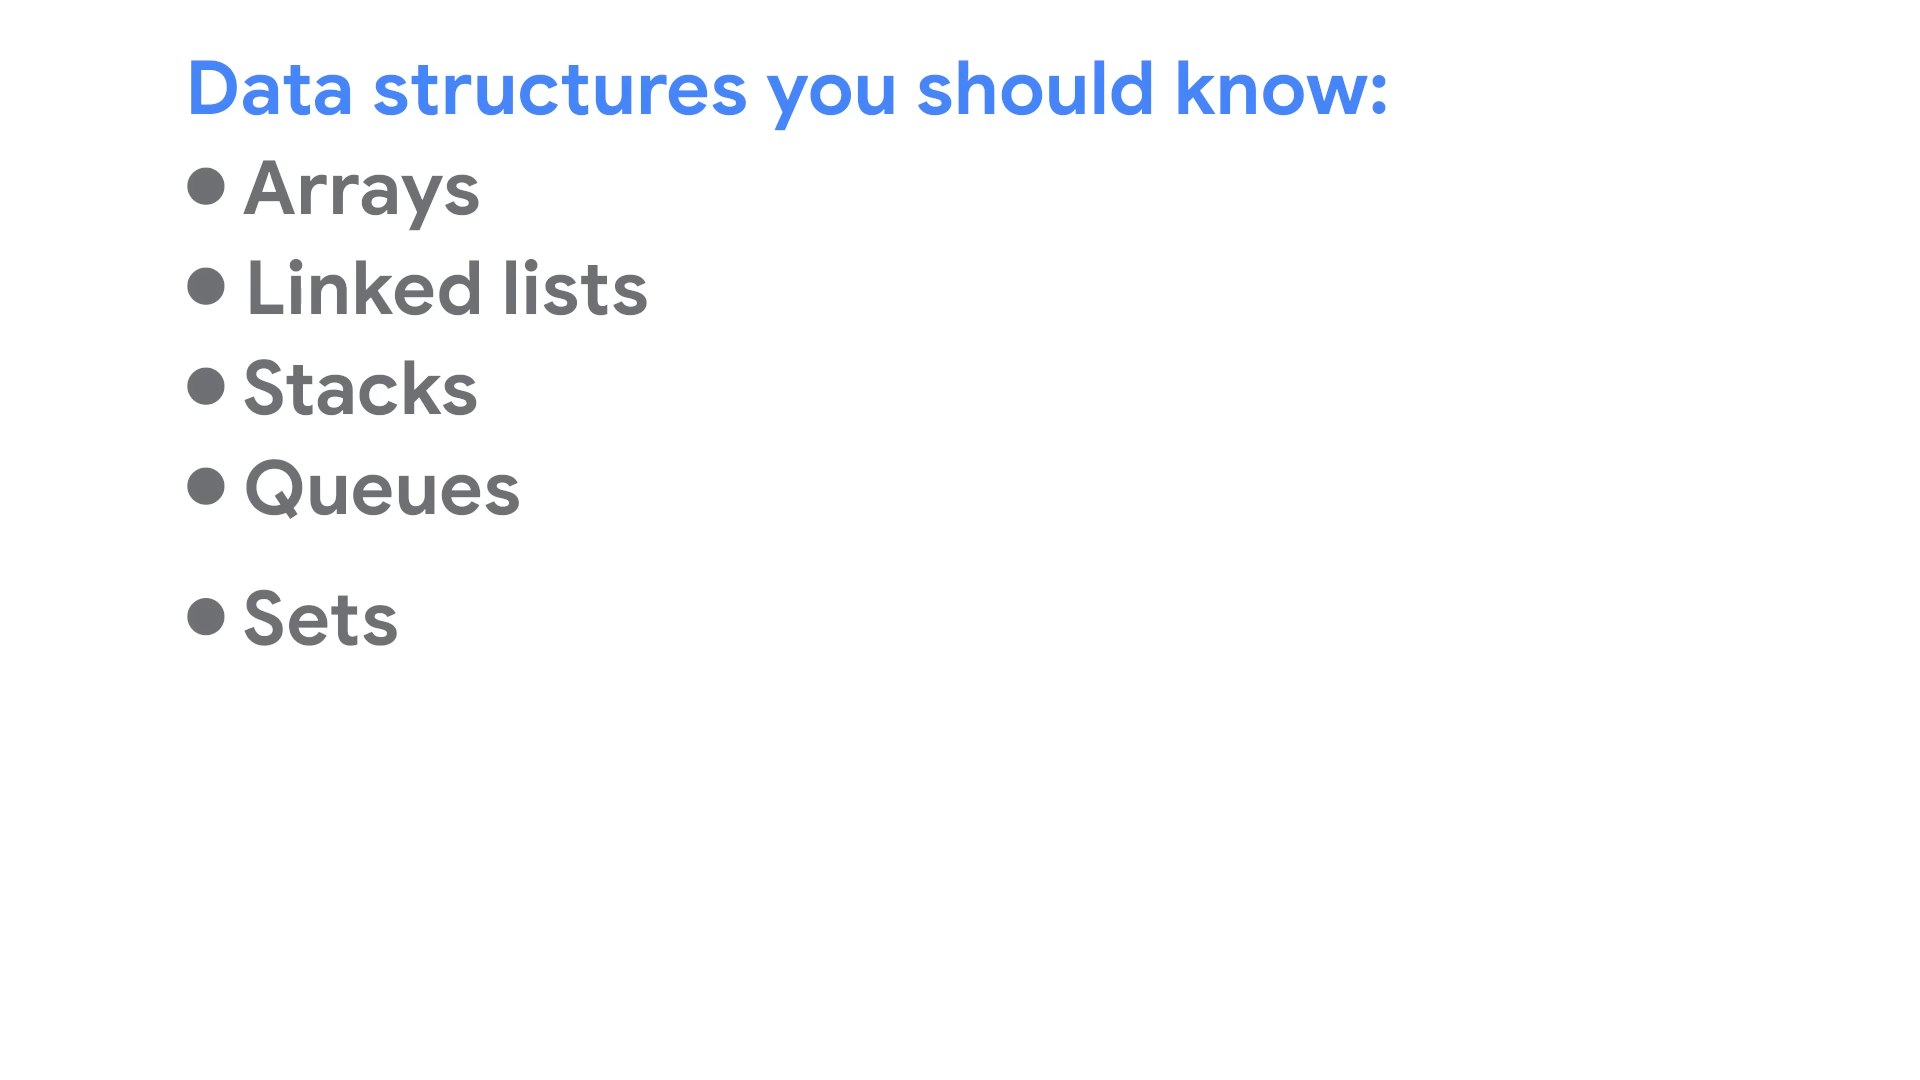 Data structures you should know:
● Arrays
● Linked lists
● Stacks
● Queues
● Sets